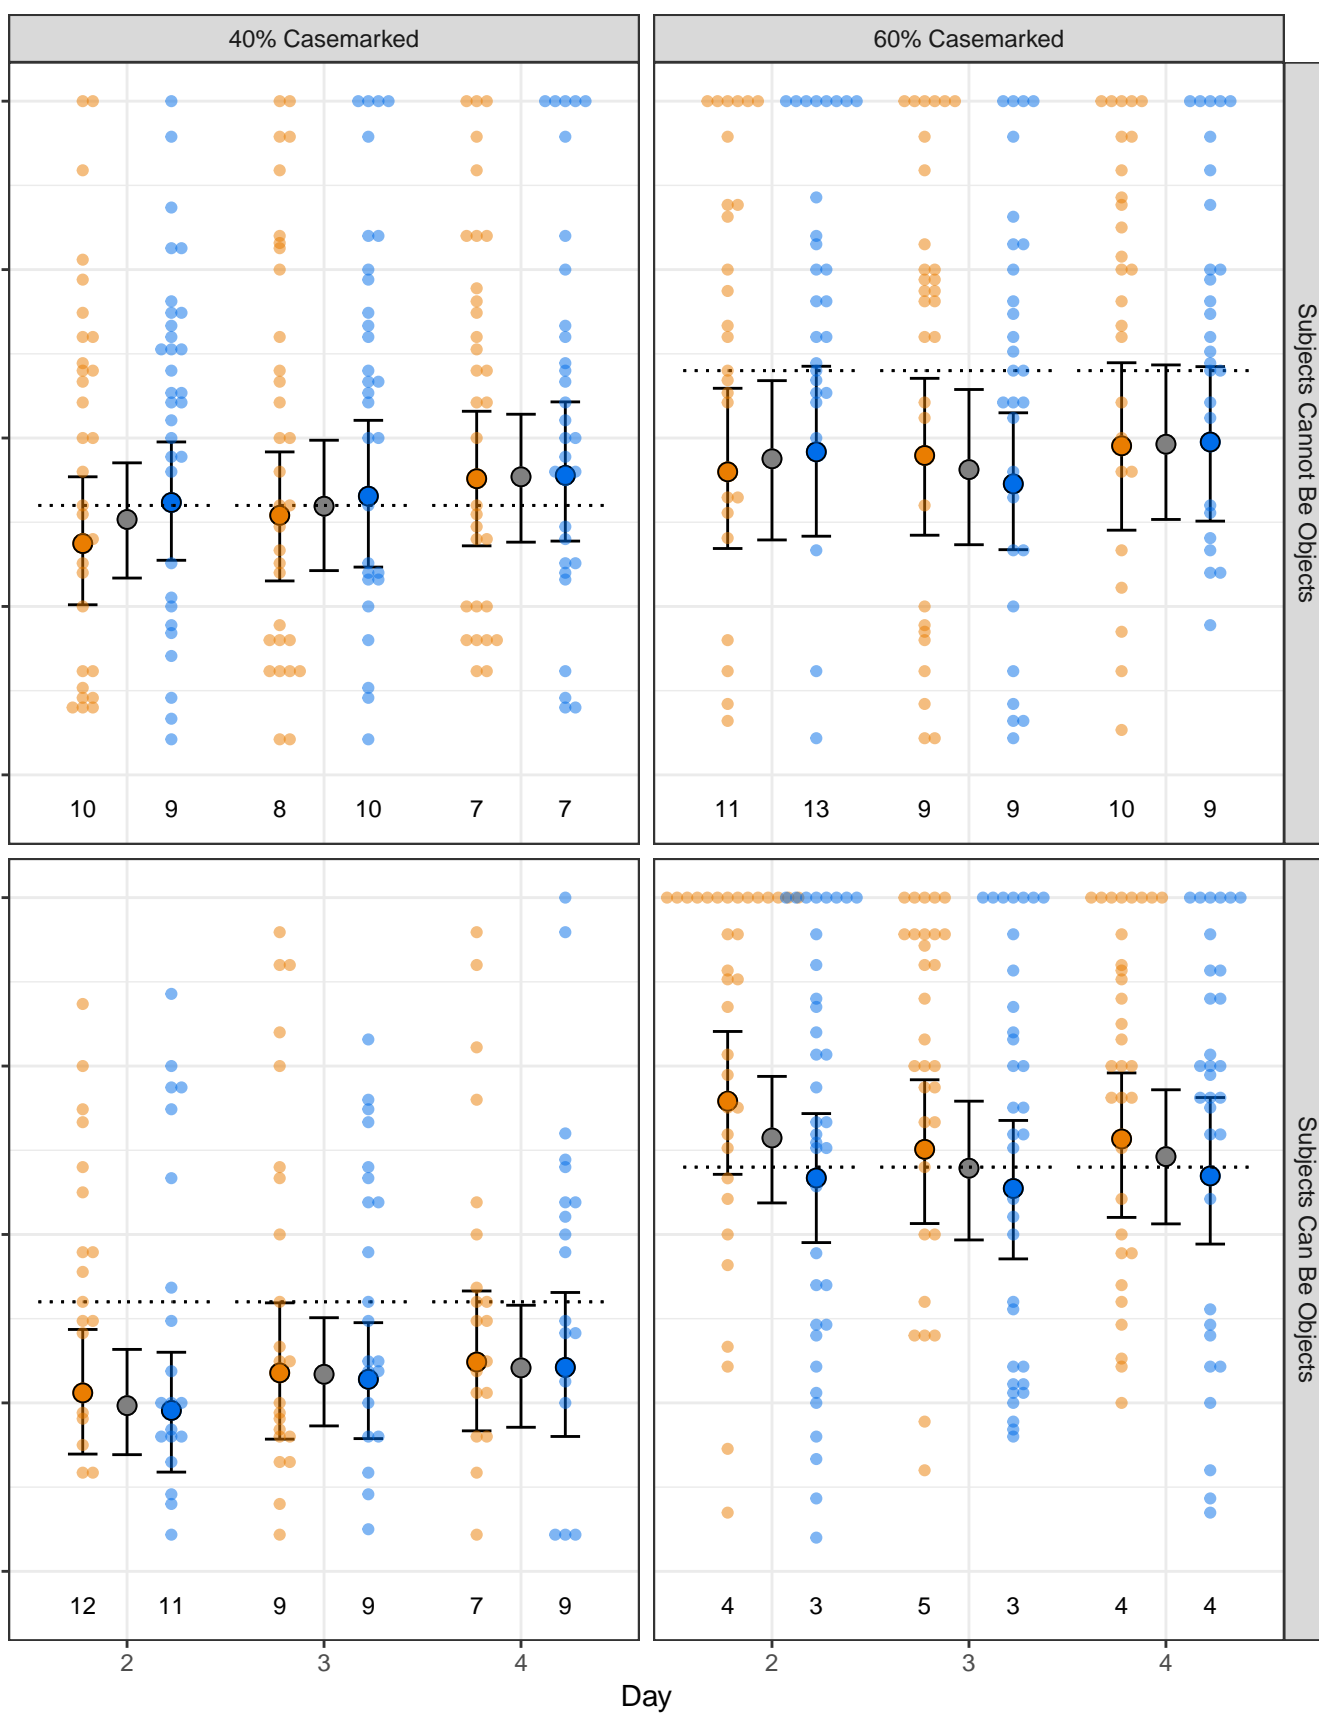 40% Casemarked
60% Casemarked
Subjects Cannot Be Objects
10 9 8 10 7 7
11 13 9 9 10 9
Subjects Can Be Objects
12 11 9 9 7 9
4 3 5 3 4 4
2 3 4
2 3 4
Day